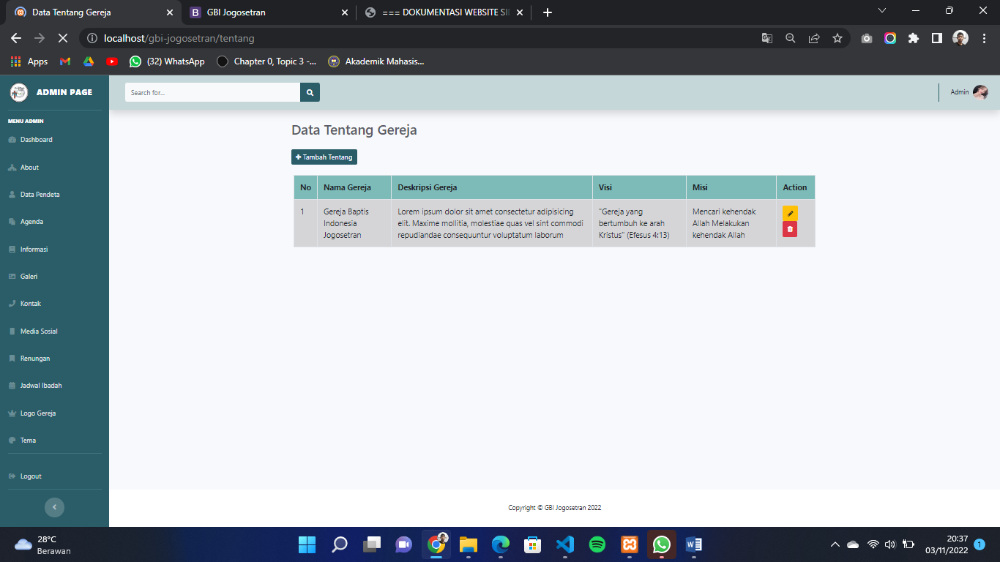 Data Tentang Gereja
GBI Jogosetran
=== DOKUMENTASI WEBSITE SI
localhost/gbi-jogosetran/tentang
Apps
(32) WhatsApp
Chapter 0, Topic 3 -...
Akademik Mahasis...
ADMIN PAGE
Search for...
Admin
MENU ADMIN
Dashboard
About
Data Pendeta
Agenda
Informasi
Galeri
Kontak
Media Sosial
Renungan
Jadwal Ibadah
Logo Gereja
Tema
Logout
Data Tentang Gereja
Tambah Tentang
No Nama Gereja Deskripsi Gereja Visi Misi Action
1
Gereja Baptis
Indonesia
Jogosetran
Lorem ipsum dolor sit amet consectetur adipisicing
elit. Maxime mollitia, molestiae quas vel sint commodi
repudiandae consequuntur voluptatum laborum
"Gereja yang
bertumbuh ke arah
Kristus" (Efesus 4:13)
Mencari kehendak
Allah Melakukan
kehendak Allah
Copyright © GBI Jogosetran 2022
28°C
Berawan
20:37
03/11/2022
1